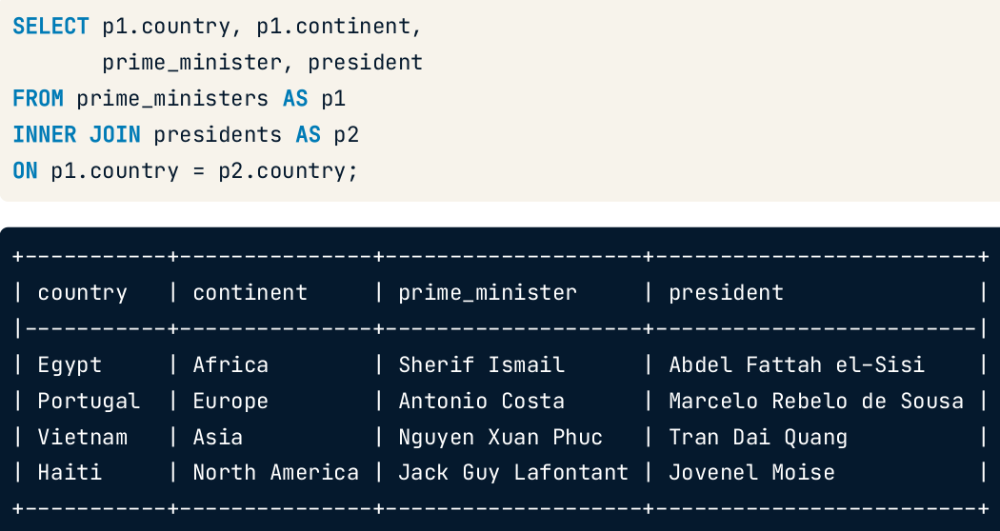 SELECT p1.country, p1.continent,
       prime_minister, president
FROM prime_ministers AS p1
INNER JOIN presidents AS p2
ON p1.country = p2.country;
+-----------+---------------+--------------------+-------------------------+
| country   | continent     | prime_minister     | president               |
|-----------+---------------+--------------------+-------------------------|
| Egypt     | Africa        | Sherif Ismail      | Abdel Fattah el-Sisi    |
| Portugal  | Europe        | Antonio Costa      | Marcelo Rebelo de Sousa |
| Vietnam   | Asia          | Nguyen Xuan Phuc   | Tran Dai Quang          |
| Haiti     | North America | Jack Guy Lafontant | Jovenel Moise           |
+-----------+---------------+--------------------+-------------------------+